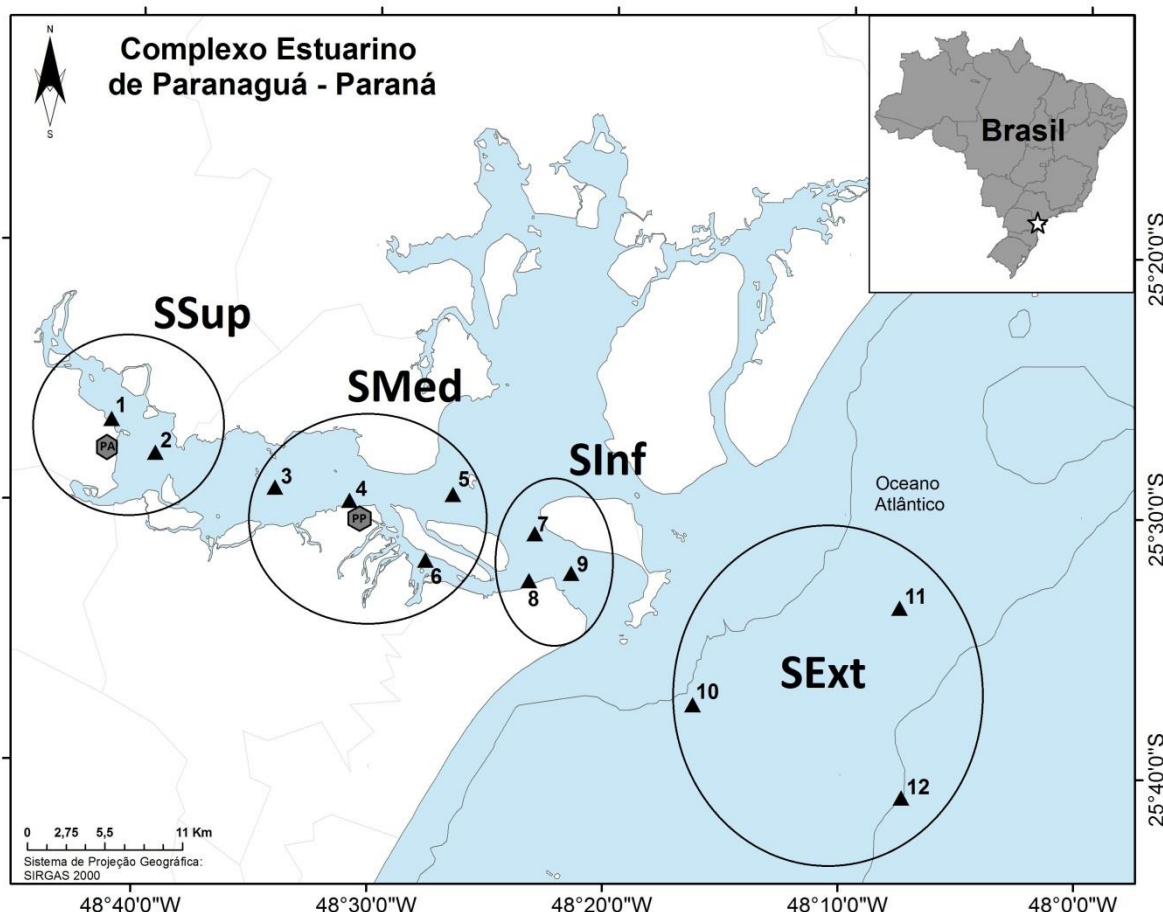 N
S
Complexo Estuarino
de Paranaguá - Paraná
Brasil
25°20'0"S
SSup
SMed
1
PA
2
SInf
3
4
5
PP
6
7
8
9
Oceano
Atlântico
25°30'0"S
SExt
10
11
12
25°40'0"S
0 2,75 5,5 11 Km
Sistema de Projeção Geográfica:
SIRGAS 2000
48°40'0"W 48°30'0"W 48°20'0"W 48°10'0"W 48°0'0"W